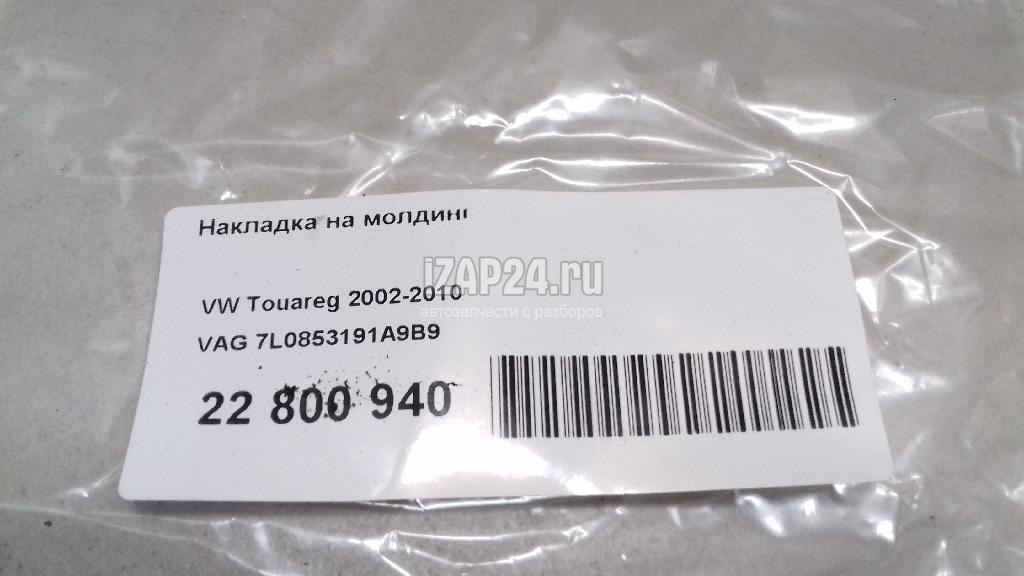 Накладка на молдинг
iZAP24.ru
автозапчасти с разборов
VW Touareg 2002-2010
VAG 7L0853191A9B9
22 800 940